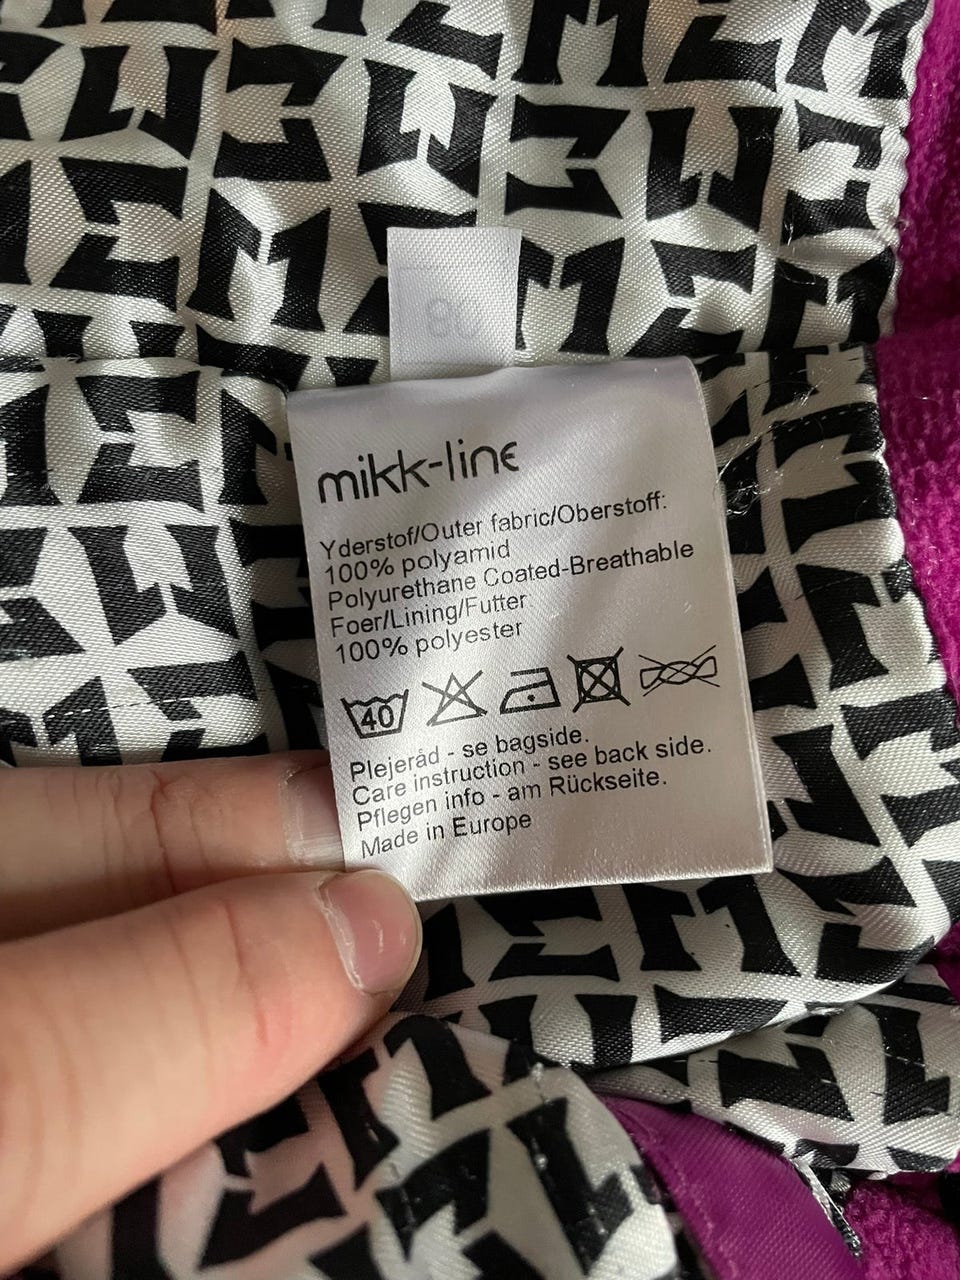 mikk-line
Yderstof/Outer fabric/Oberstoff:
100% polyamid
Polyurethane Coated-Breathable
Foer/Lining/Futter
100% polyester
40
Plejeråd - se bagside.
Care instruction - see back side.
Pflegen info - am Rückseite.
Made in Europe